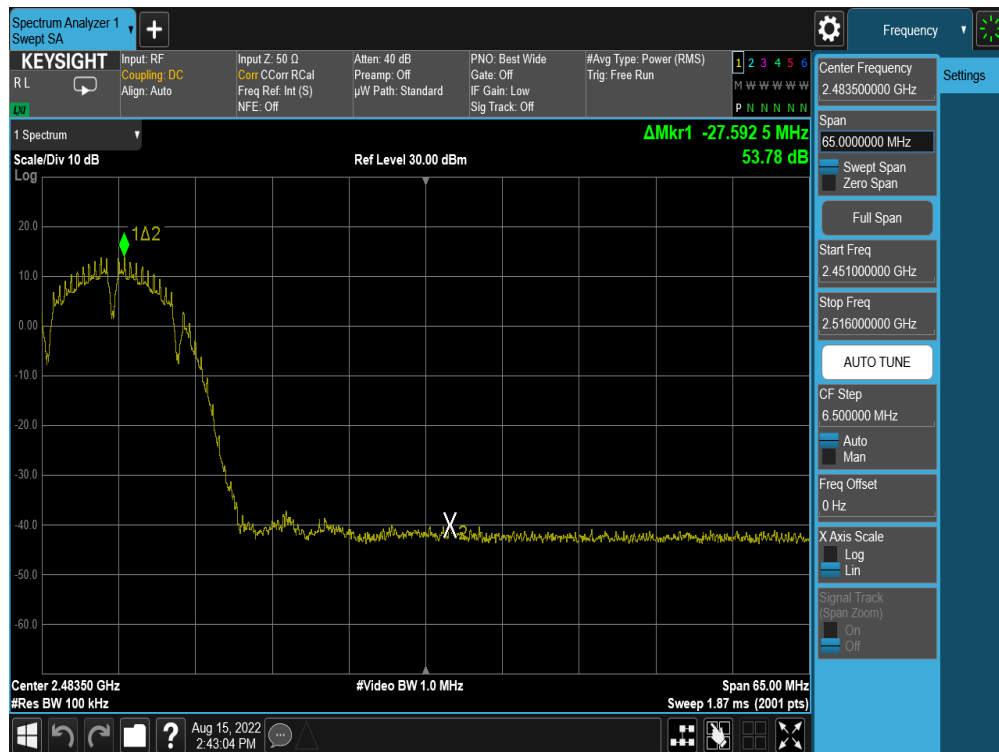 Spectrum Analyzer 1
Swept SA
+
Frequency
KEYSIGHT
R L
LXI
Input: RF
Coupling: DC
Align: Auto
Input Z: 50 Ω
Corr CCorr RCal
Freq Ref: Int (S)
NFE: Off
Atten: 40 dB
Preamp: Off
µW Path: Standard
PNO: Best Wide
Gate: Off
IF Gain: Low
Sig Track: Off
#Avg Type: Power (RMS)
Trig: Free Run
1 2 3 4 5 6
M W W W W W
P N N N N N
1 Spectrum
Scale/Div 10 dB
Log
Ref Level 30.00 dBm
ΔMkr1 -27.592 5 MHz
53.78 dB
1Δ2
20.0
10.0
0.00
-10.0
-20.0
-30.0
-40.0
-50.0
-60.0
X2
Center 2.48350 GHz
#Res BW 100 kHz
#Video BW 1.0 MHz
Span 65.00 MHz
Sweep 1.87 ms (2001 pts)
Center Frequency
2.483500000 GHz
Span
65.0000000 MHz
Swept Span
Zero Span
Full Span
Start Freq
2.451000000 GHz
Stop Freq
2.516000000 GHz
AUTO TUNE
CF Step
6.500000 MHz
Auto
Man
Freq Offset
0 Hz
X Axis Scale
Log
Lin
Signal Track
(Span Zoom)
On
Off
Settings
?
Aug 15, 2022
2:43:04 PM